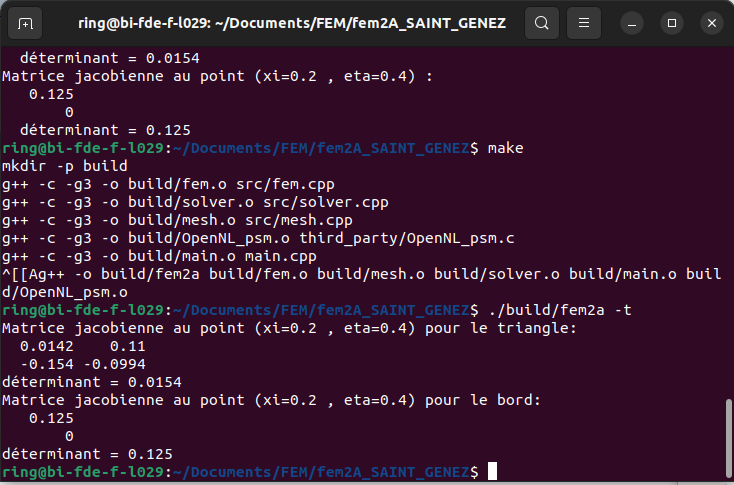 ring@bi-fde-f-l029: ~/Documents/FEM/fem2A_SAINT_GENEZ
  déterminant = 0.0154
Matrice jacobienne au point (xi=0.2 , eta=0.4) :
   0.125
       0
  déterminant = 0.125
ring@bi-fde-f-l029:~/Documents/FEM/fem2A_SAINT_GENEZ$ make
mkdir -p build
g++ -c -g3 -o build/fem.o src/fem.cpp
g++ -c -g3 -o build/solver.o src/solver.cpp
g++ -c -g3 -o build/mesh.o src/mesh.cpp
g++ -c -g3 -o build/OpenNL_psm.o third_party/OpenNL_psm.c
g++ -c -g3 -o build/main.o main.cpp
^[[Ag++ -o build/fem2a build/fem.o build/mesh.o build/solver.o build/main.o buil
d/OpenNL_psm.o
ring@bi-fde-f-l029:~/Documents/FEM/fem2A_SAINT_GENEZ$ ./build/fem2a -t
Matrice jacobienne au point (xi=0.2 , eta=0.4) pour le triangle:
  0.0142    0.11
  -0.154 -0.0994
déterminant = 0.0154
Matrice jacobienne au point (xi=0.2 , eta=0.4) pour le bord:
   0.125
       0
déterminant = 0.125
ring@bi-fde-f-l029:~/Documents/FEM/fem2A_SAINT_GENEZ$